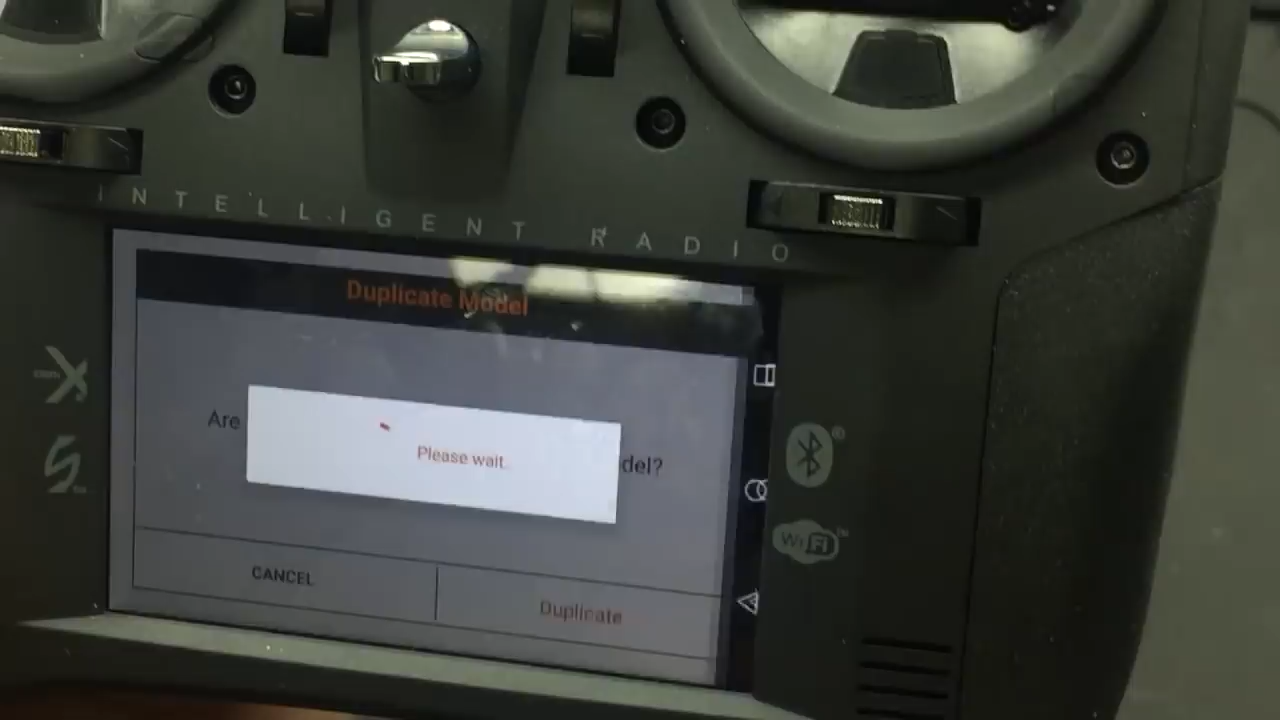 INTELLIGENT RADIO
Duplicate Model
Are
Please wait.
del?
CANCEL
Duplicate
WiFi